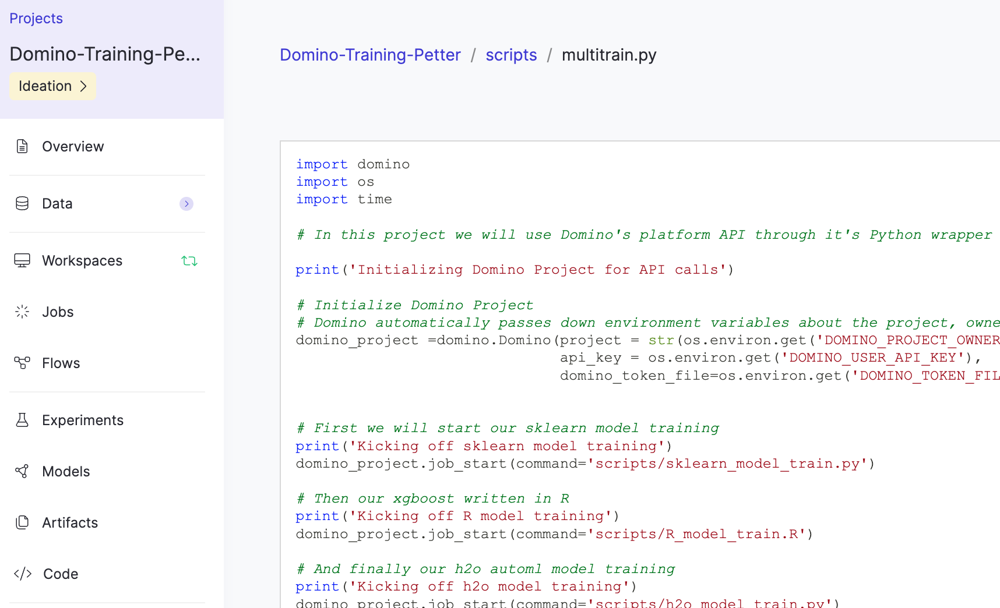 Projects
Domino-Training-Pe...
Ideation
Overview
Data
Workspaces
Jobs
Flows
Experiments
Models
Artifacts
Code
Domino-Training-Petter / scripts / multitrain.py
import domino
import os
import time
# In this project we will use Domino's platform API through it's Python wrapper
print('Initializing Domino Project for API calls')
# Initialize Domino Project
# Domino automatically passes down environment variables about the project, owne
domino_project =domino.Domino(project = str(os.environ.get('DOMINO_PROJECT_OWNER
api_key = os.environ.get('DOMINO_USER_API_KEY'),
domino_token_file=os.environ.get('DOMINO_TOKEN_FIL
# First we will start our sklearn model training
print('Kicking off sklearn model training')
domino_project.job_start(command='scripts/sklearn_model_train.py')
# Then our xgboost written in R
print('Kicking off R model training')
domino_project.job_start(command='scripts/R_model_train.R')
# And finally our h2o automl model training
print('Kicking off h2o model training')
domino_project.job_start(command='scripts/h2o_model_train.py')